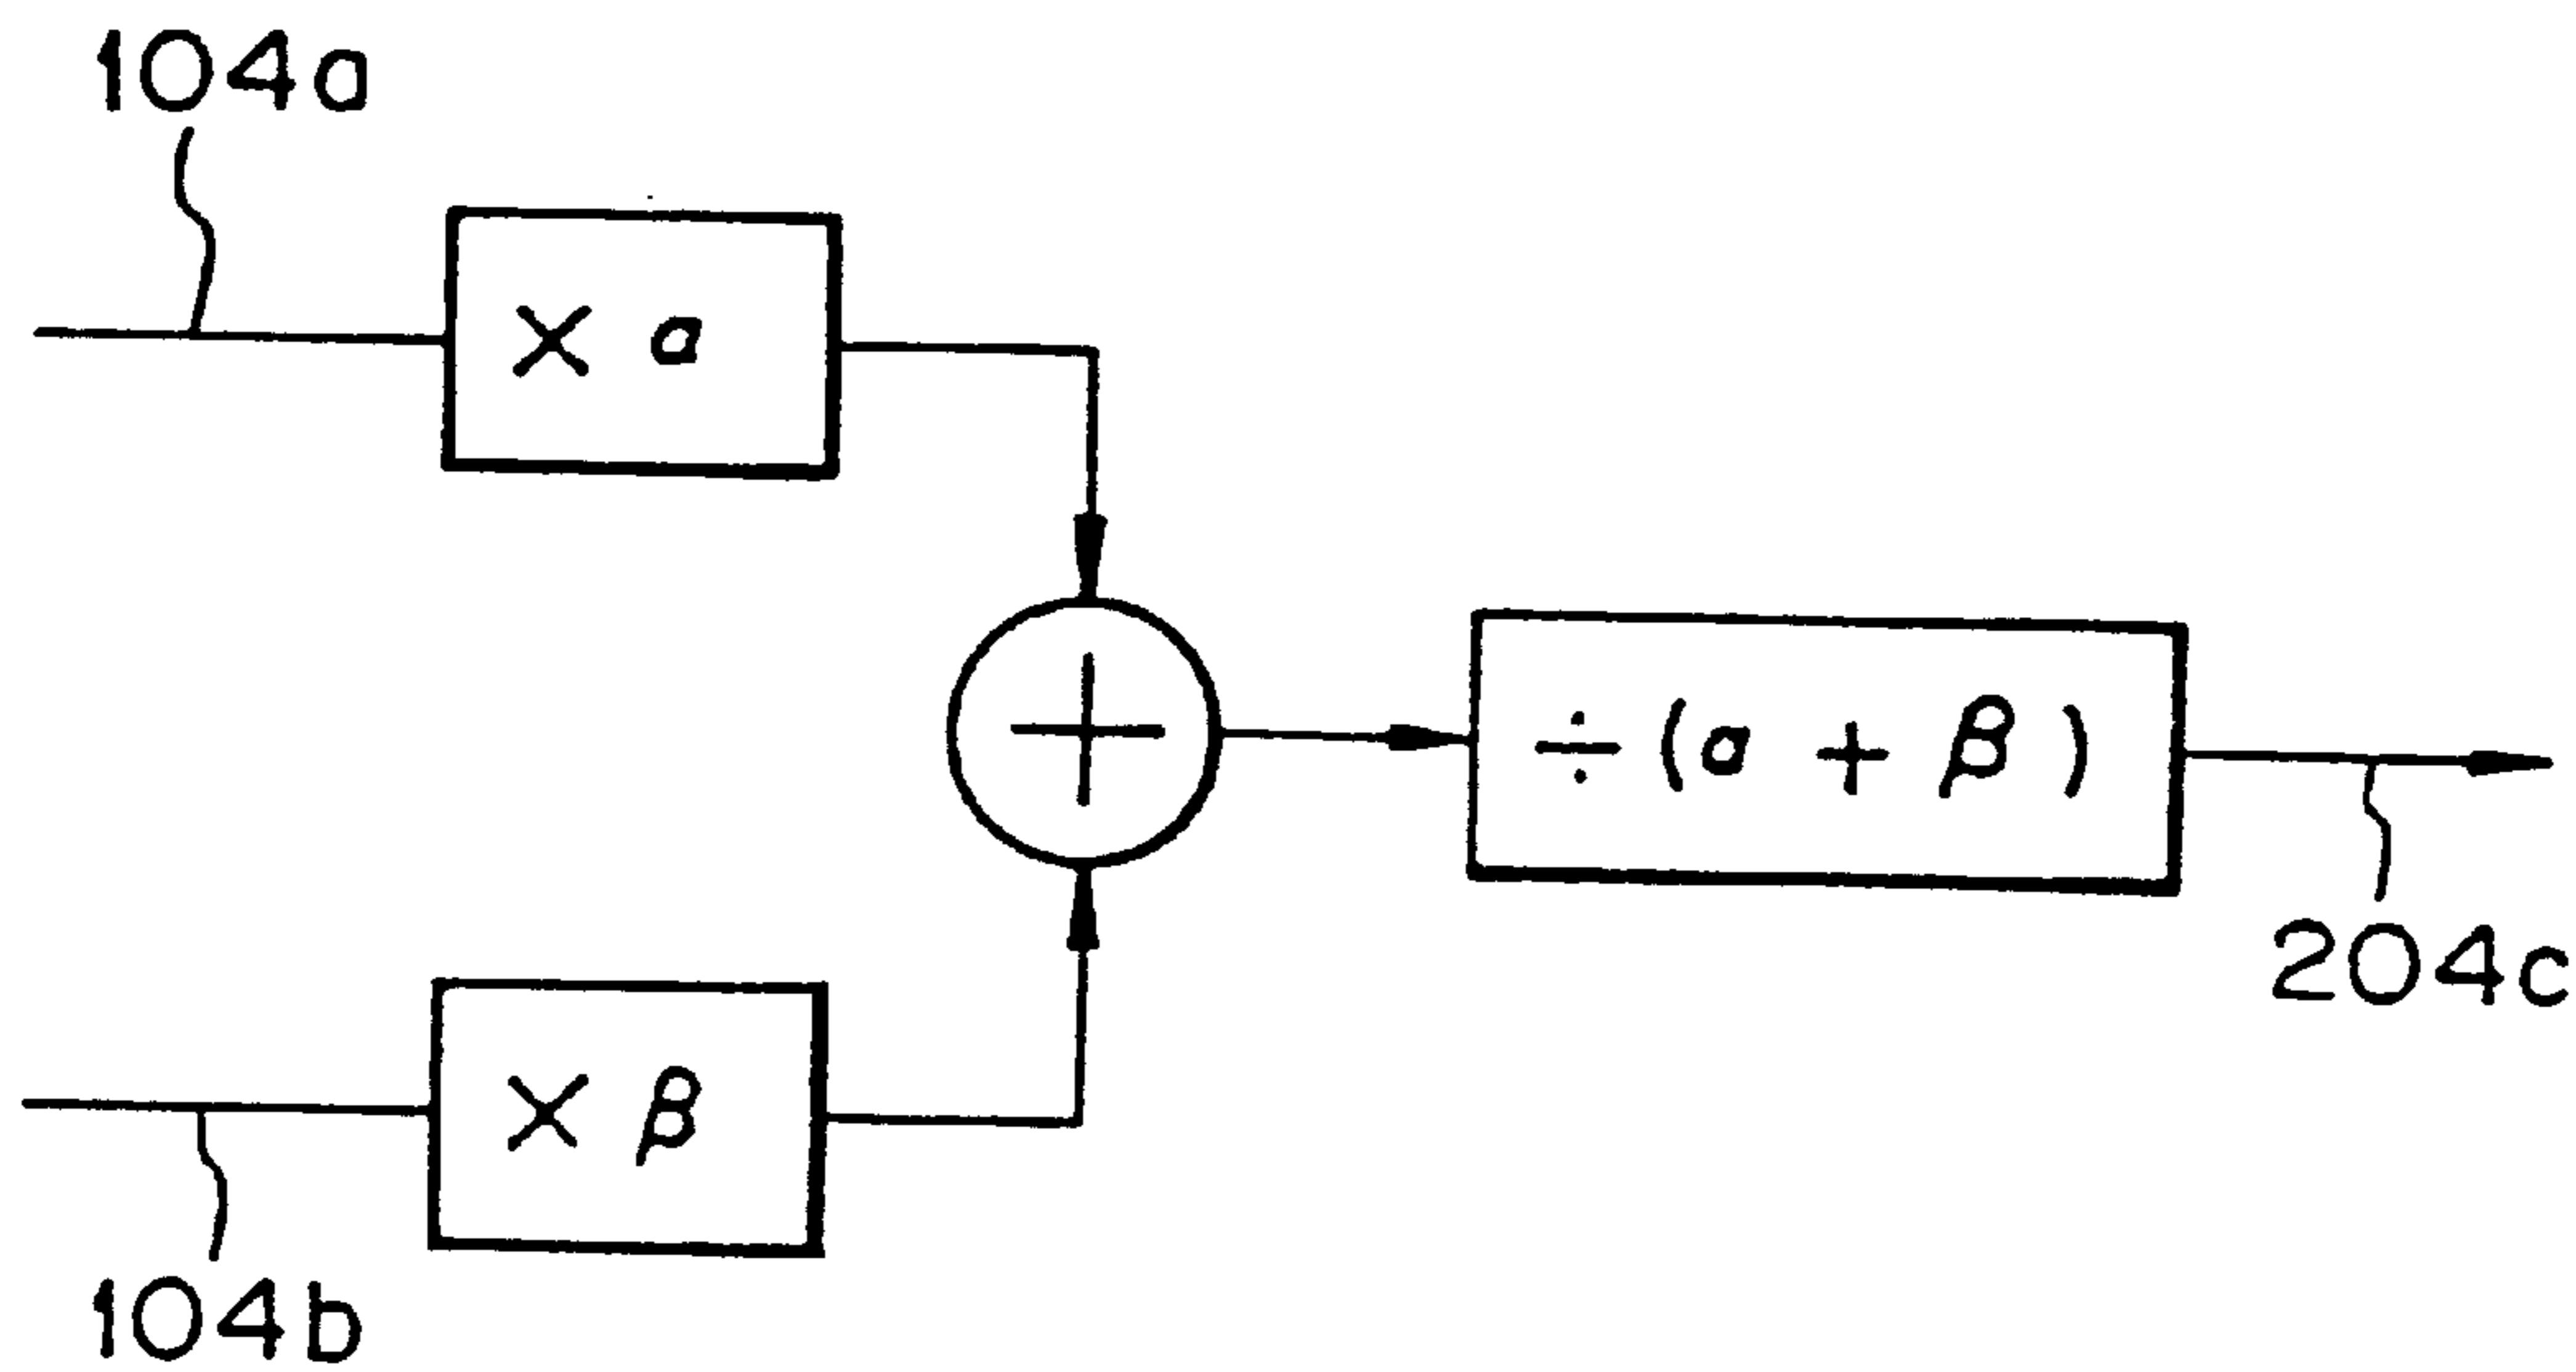 104a
× α
+
÷ (α + β)
204c
× β
104b